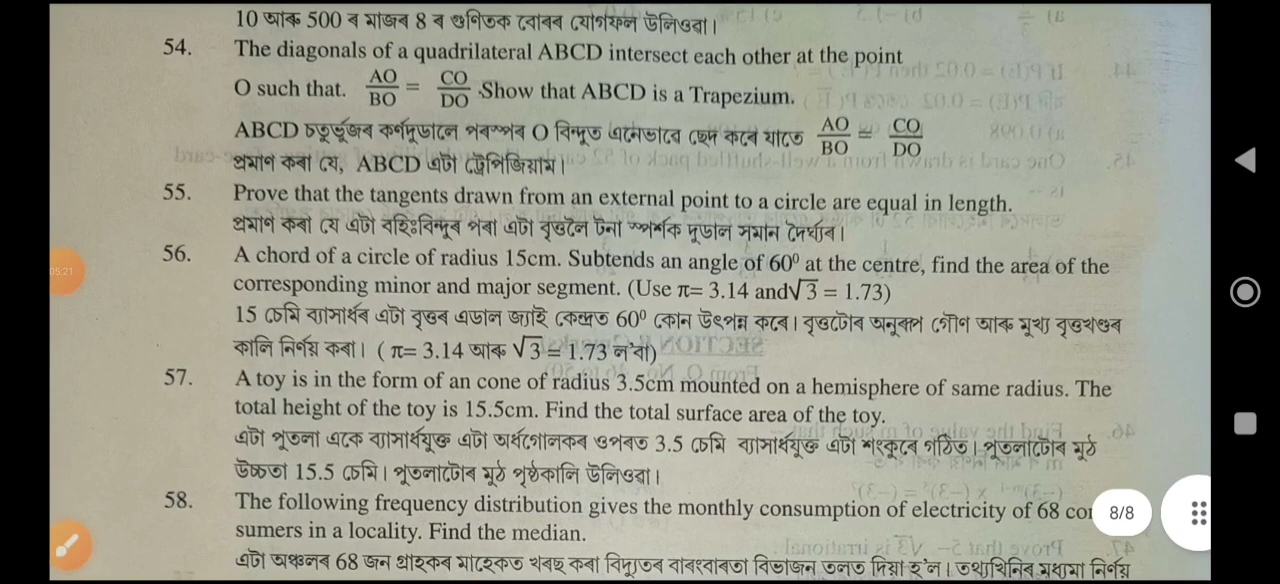 10 আৰু 500 ৰ মাজৰ 8 ৰ গুণিতক বোৰৰ যোগফল উলিওৱা।
54. The diagonals of a quadrilateral ABCD intersect each other at the point
O such that. AO/BO = CO/DO .Show that ABCD is a Trapezium.
ABCD চতুৰ্ভূজৰ কৰ্ণদুডালে পৰস্পৰ O বিন্দুত এনেভাবে ছেদ কৰে যাতে AO/BO = CO/DO
প্ৰমাণ কৰা যে, ABCD এটা ট্ৰেপিজিয়াম।
55. Prove that the tangents drawn from an external point to a circle are equal in length.
প্ৰমাণ কৰা যে এটা বহিঃবিন্দুৰ পৰা এটা বৃত্তলৈ টনা স্পৰ্শক দুডাল সমান দৈৰ্ঘ্যৰ।
56. A chord of a circle of radius 15cm. Subtends an angle of 60⁰ at the centre, find the area of the
corresponding minor and major segment. (Use π= 3.14 and√3 = 1.73)
15 চেমি ব্যাসাৰ্ধৰ এটা বৃত্তৰ এডাল জ্যাই কেন্দ্ৰত 60⁰ কোন উৎপন্ন কৰে। বৃত্তটোৰ অনুৰূপ গৌণ আৰু মুখ্য বৃত্তখণ্ডৰ
কালি নিৰ্ণয় কৰা। ( π= 3.14 আৰু √3 = 1.73 ল'বা)
57. A toy is in the form of an cone of radius 3.5cm mounted on a hemisphere of same radius. The
total height of the toy is 15.5cm. Find the total surface area of the toy.
এটা পূতলা একে ব্যাসাৰ্ধযুক্ত এটা অৰ্ধগোলকৰ ওপৰত 3.5 চেমি ব্যাসাৰ্ধযুক্ত এটা শংকুৰে গঠিত। পূতলাটোৰ মুঠ
উচ্চতা 15.5 চেমি। পূতলাটোৰ মুঠ পৃষ্ঠকালি উলিওৱা।
58. The following frequency distribution gives the monthly consumption of electricity of 68 con
sumers in a locality. Find the median.
এটা অঞ্চলৰ 68 জন গ্ৰাহকৰ মাহেকত খৰছ কৰা বিদ্যুতৰ বাৰংবাৰতা বিভাজন তলত দিয়া হ'ল। তথ্যখিনিৰ মধ্যমা নিৰ্ণয়
05:21
8/8